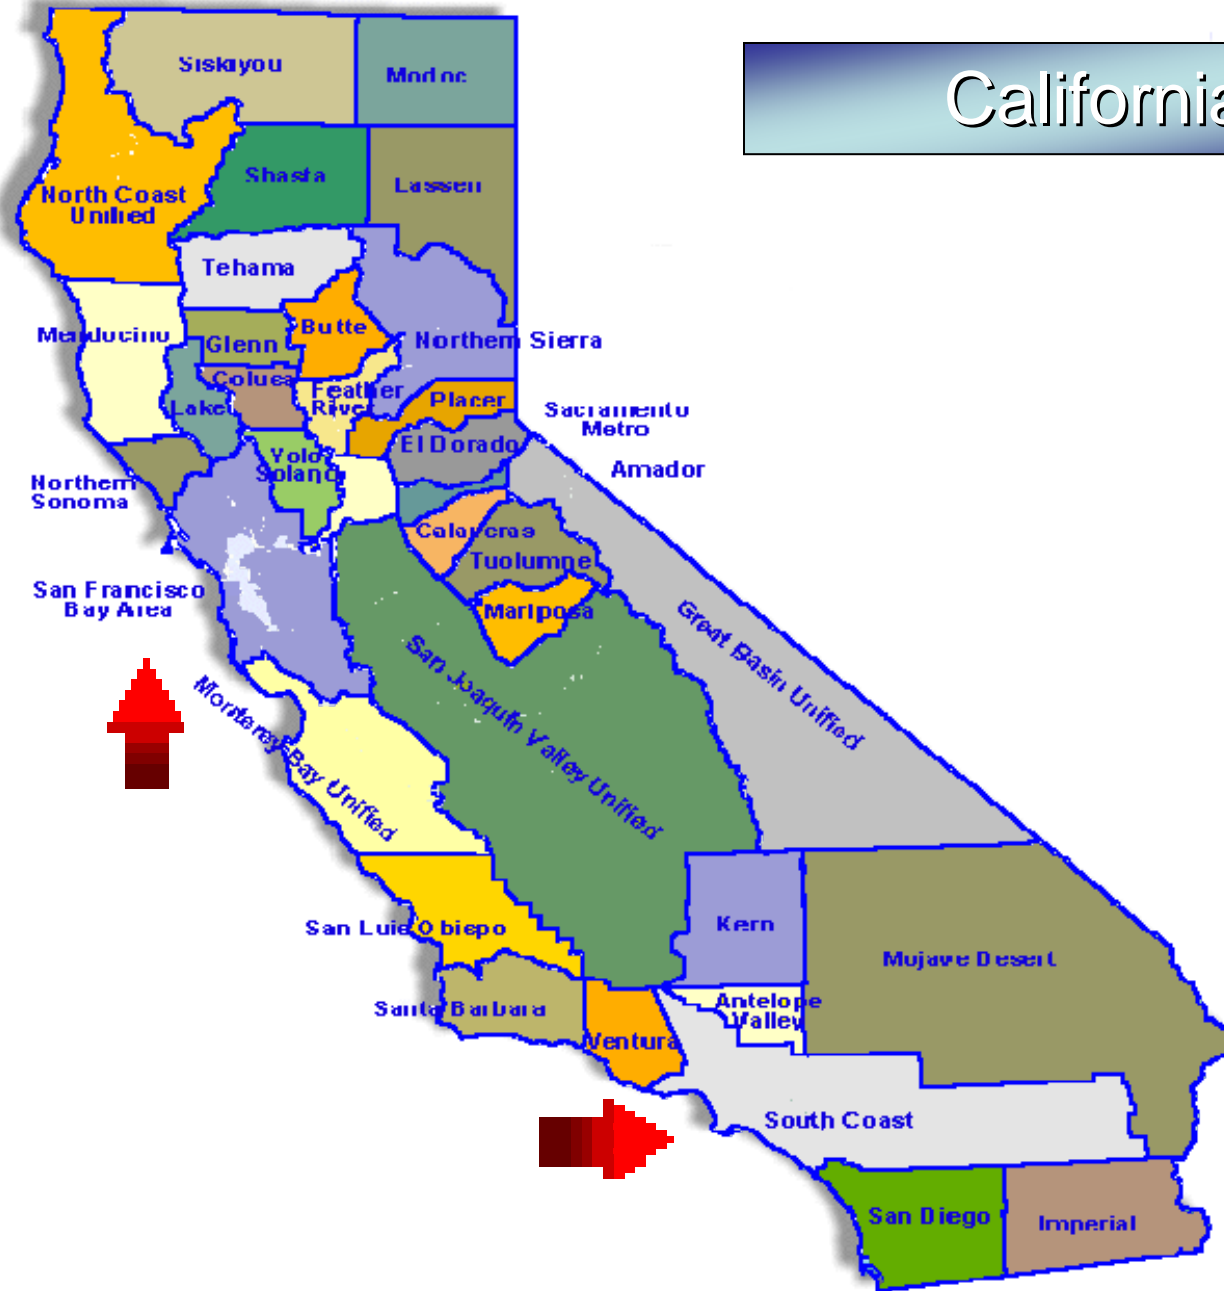 California
Siskiyou
Modoc
Shasta
Lassen
North Coast
Unified
Tehama
Mendocino
Glenn
Butte
Northern Sierra
Colusa
Lake
Feather
River
Placer
Sacramento
Metro
El Dorado
Yolo
Solano
Amador
Northern
Sonoma
Calaveras
Tuolumne
San Francisco
Bay Area
Mariposa
Great Basin Unified
San Joaquin Valley Unified
Monterey Bay Unified
San Luis Obispo
Kern
Mojave Desert
Santa Barbara
Antelope
Valley
Ventura
South Coast
San Diego
Imperial